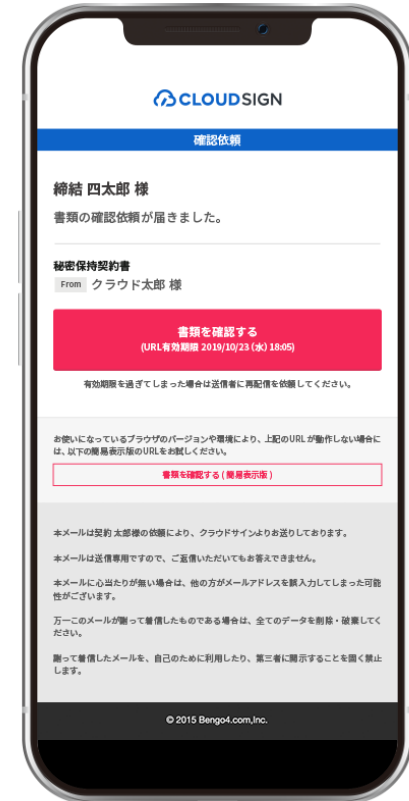 CLOUDSIGN
確認依頼
締結 四太郎 様
書類の確認依頼が届きました。
秘密保持契約書
From クラウド太郎 様
書類を確認する
(URL有効期限 2019/10/23 (水) 18:05)
有効期限を過ぎてしまった場合は送信者に再配信を依頼してください。
お使いになっているブラウザのバージョンや環境により、上記のURL が動作しない場合に
は、以下の簡易表示版のURLをお試しください。
書類を確認する ( 簡易表示版 )
本メールは契約 太郎様の依頼により、クラウドサインよりお送りしております。
本メールは送信専用ですので、ご返信いただいてもお答えできません。
本メールに心当たりが無い場合は、他の方がメールアドレスを誤入力してしまった可能
性がございます。
万一このメールが謝って着信したものである場合は、全てのデータを削除・破棄してく
ださい。
謝って着信したメールを、自己のために利用したり、第三者に開示することを固く禁止
します。
© 2015 Bengo4.com,Inc.